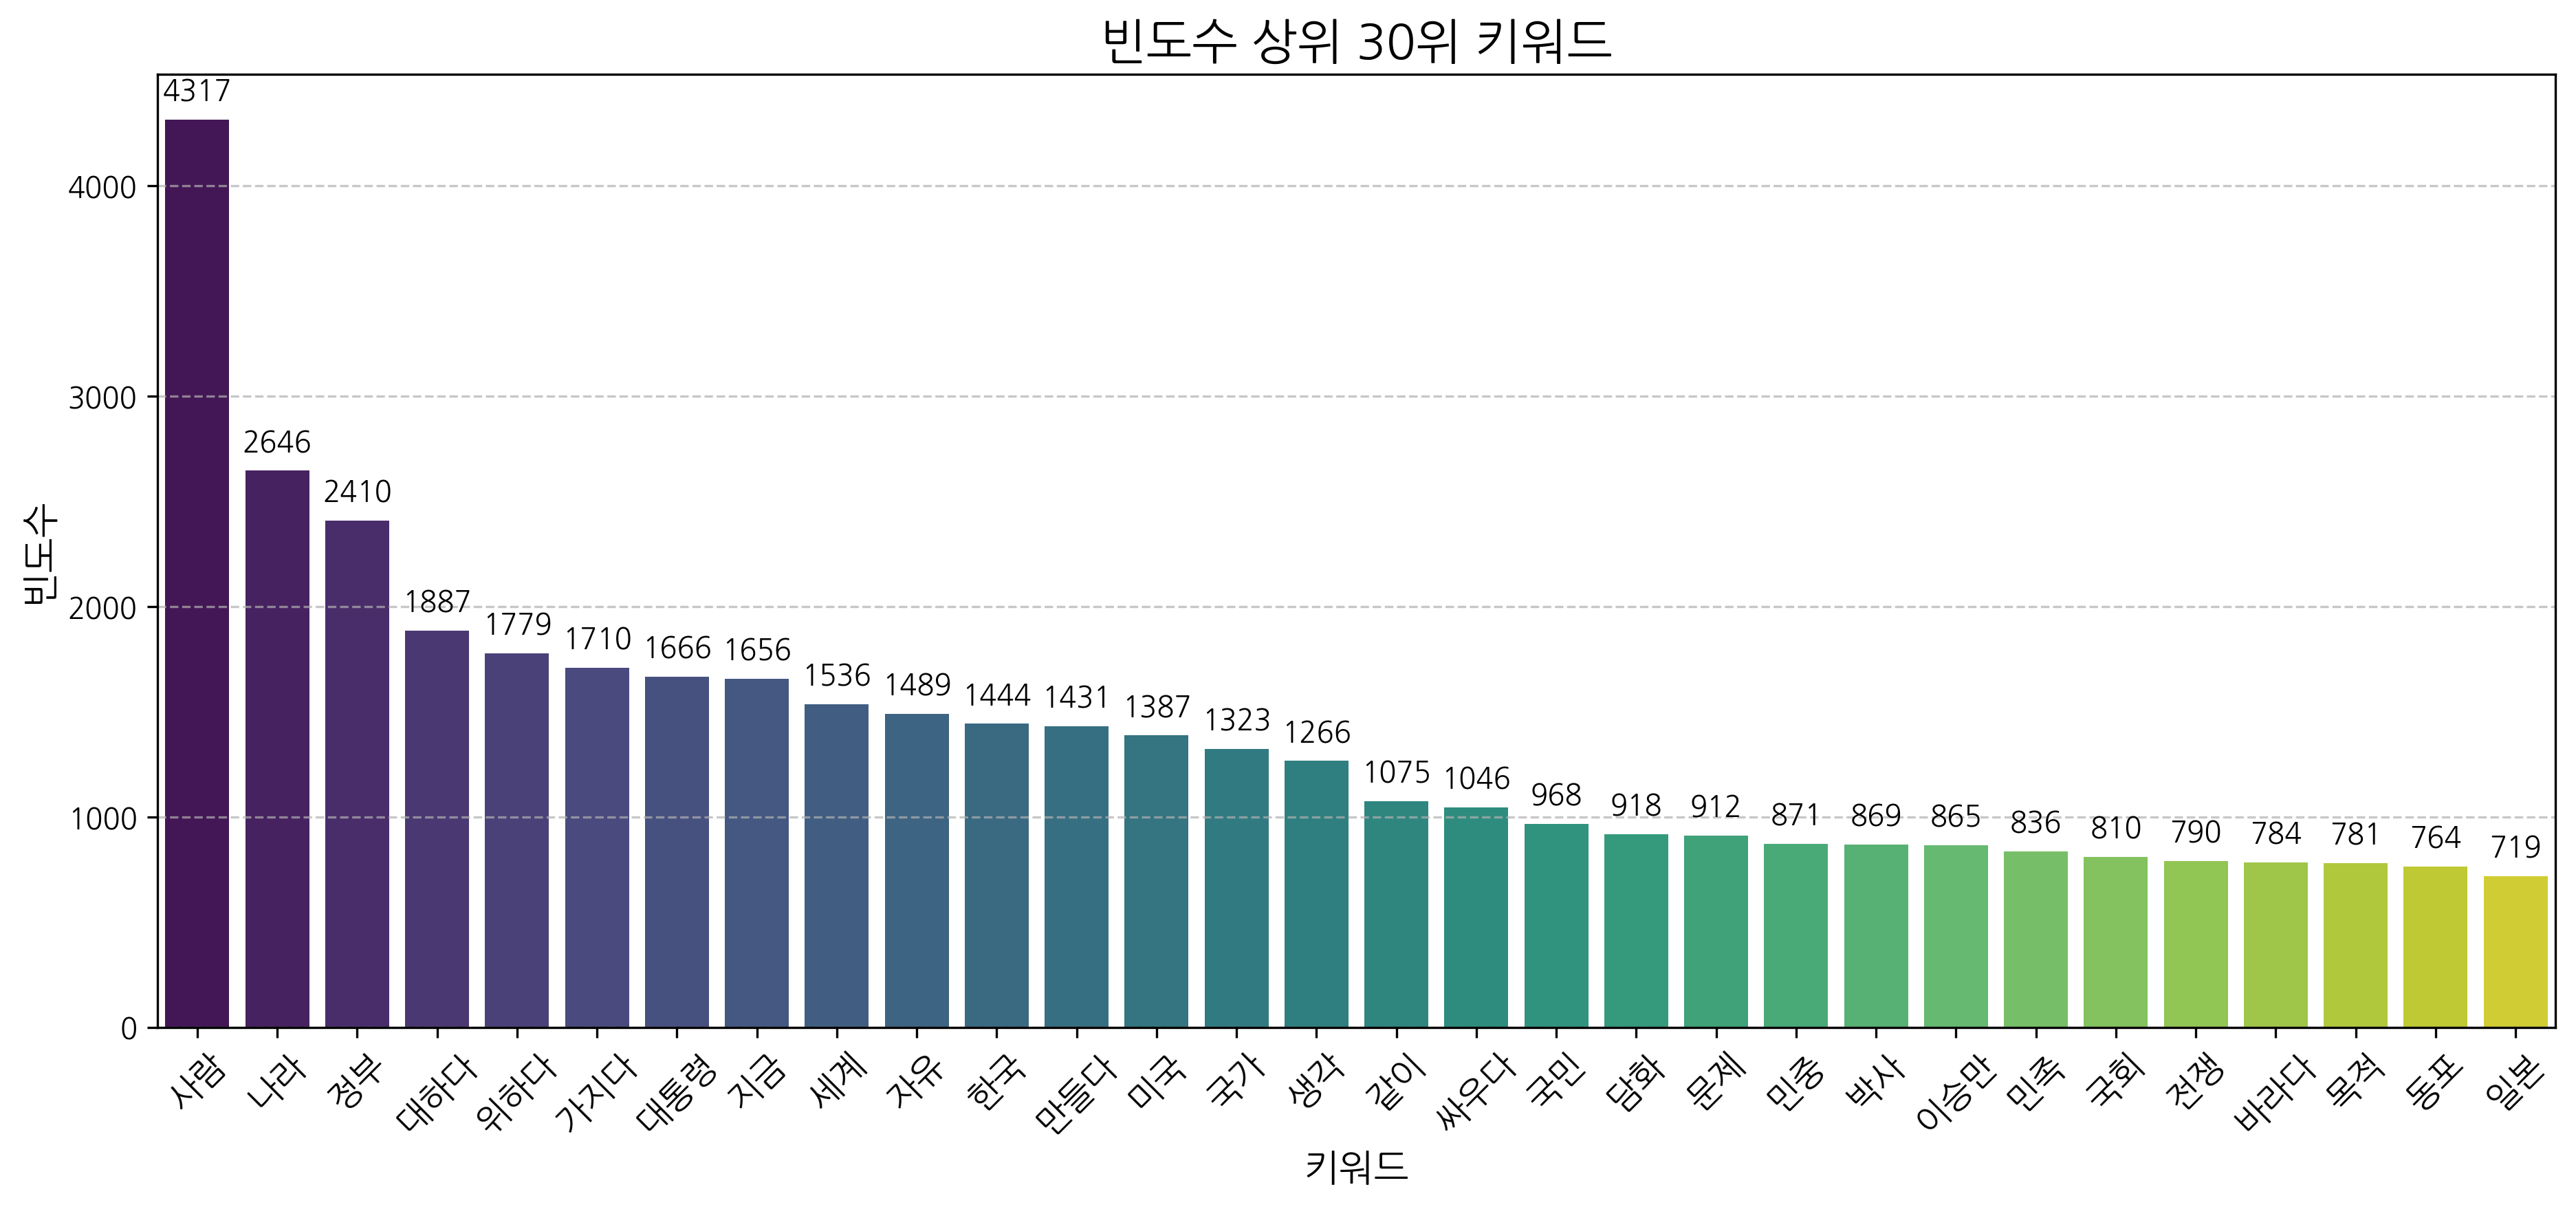 빈도수 상위 30위 키워드
4317
2646
2410
1887
1779
1710
1666
1656
1536
1489
1444
1431
1387
1323
1266
1075
1046
968
918
912
871
869
865
836
810
790
784
781
764
719
4000
3000
2000
1000
0
빈도수
사람
나라
정부
대하다
위하다
가지다
대통령
지금
세계
자유
한국
만들다
미국
국가
생각
같이
싸우다
국민
담화
문제
민중
박사
이승만
민족
국회
전쟁
바라다
목적
동포
일본
키워드